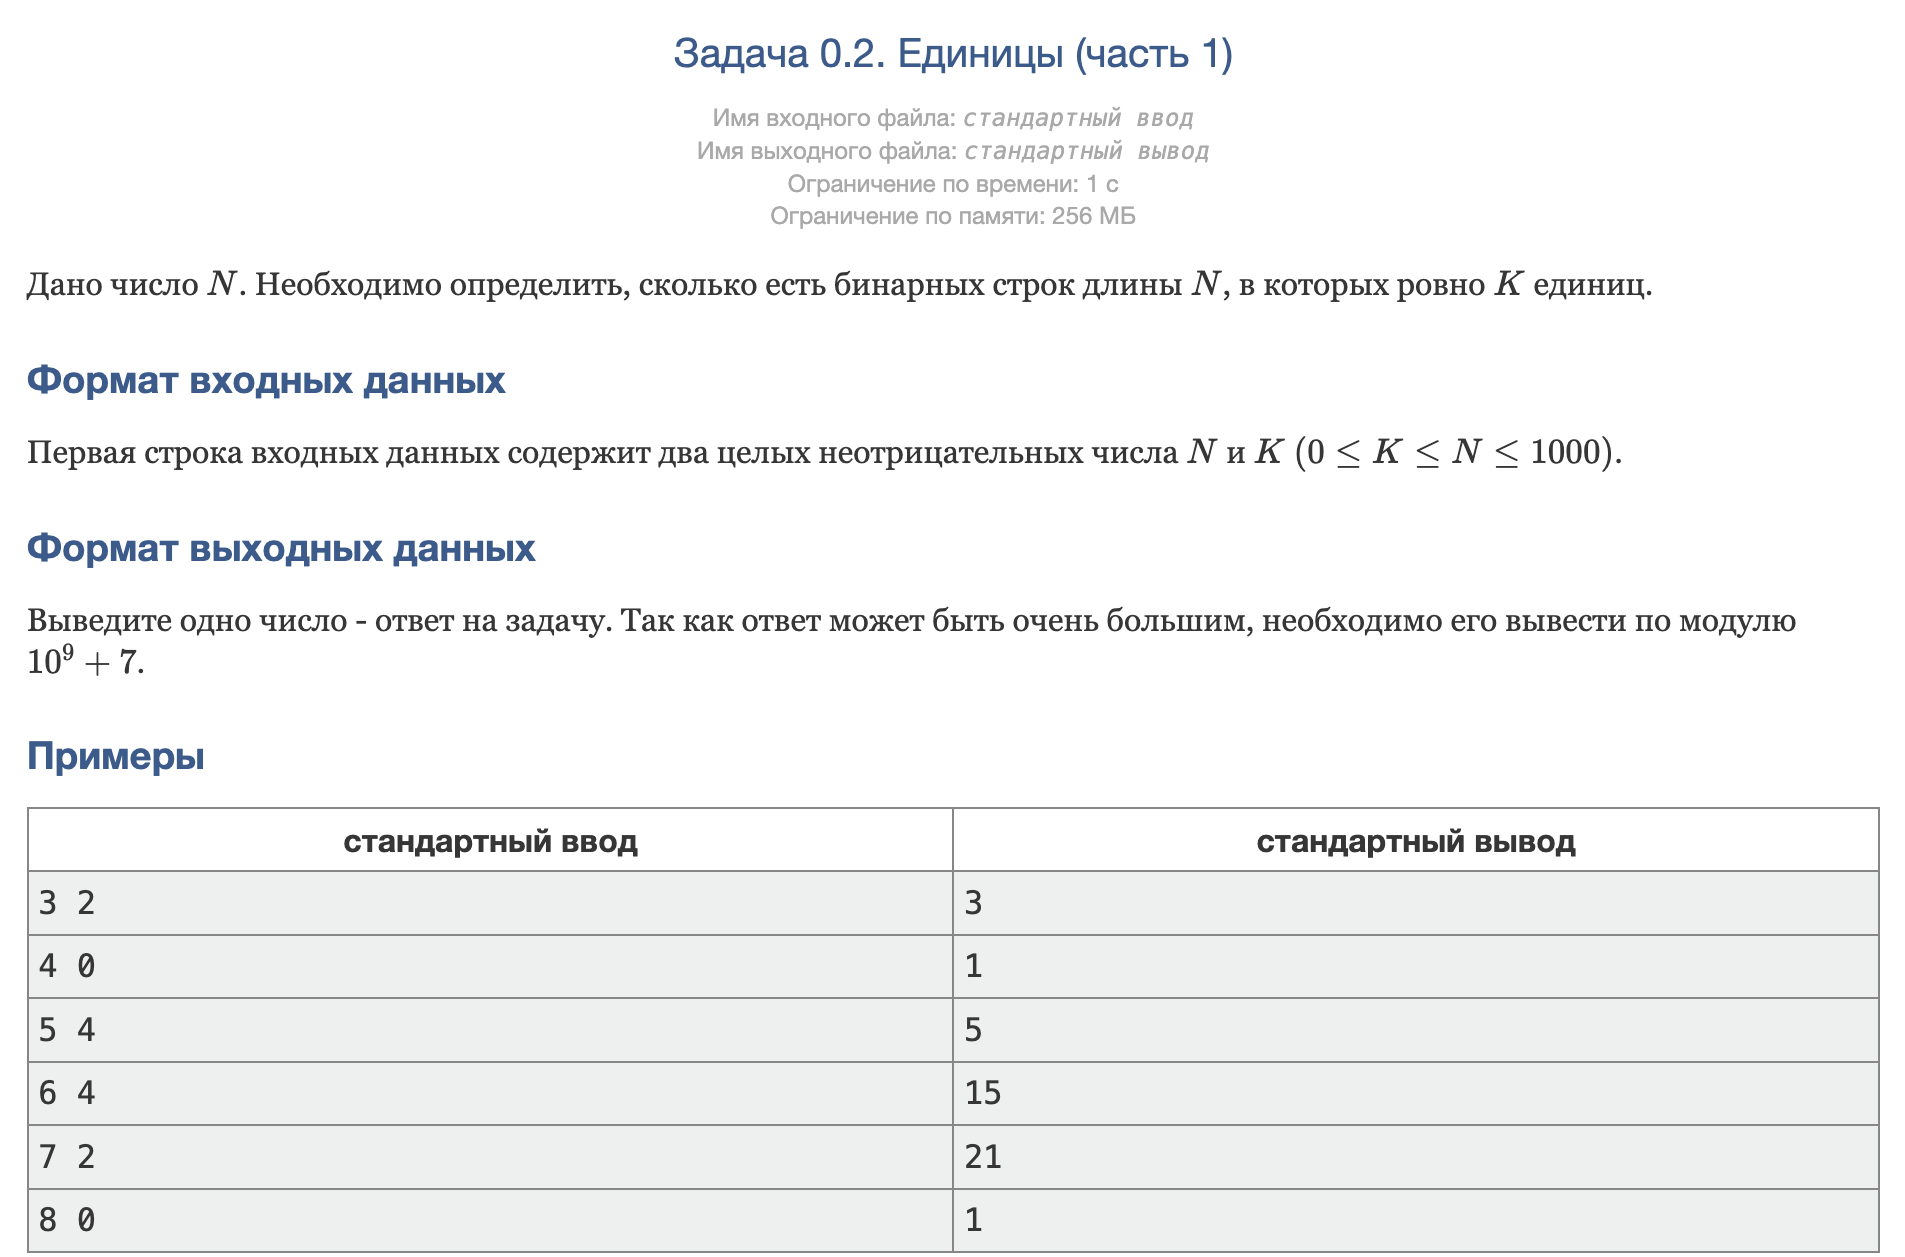 Задача 0.2. Единицы (часть 1)
Имя входного файла: стандартный ввод
Имя выходного файла: стандартный вывод
Ограничение по времени: 1 с
Ограничение по памяти: 256 МБ
Дано число N. Необходимо определить, сколько есть бинарных строк длины N, в которых ровно K единиц.
Формат входных данных
Первая строка входных данных содержит два целых неотрицательных числа N и K (0 ≤ K ≤ N ≤ 1000).
Формат выходных данных
Выведите одно число - ответ на задачу. Так как ответ может быть очень большим, необходимо его вывести по модулю
10⁹ + 7.
Примеры
стандартный ввод стандартный вывод
3 2 3
4 0 1
5 4 5
6 4 15
7 2 21
8 0 1